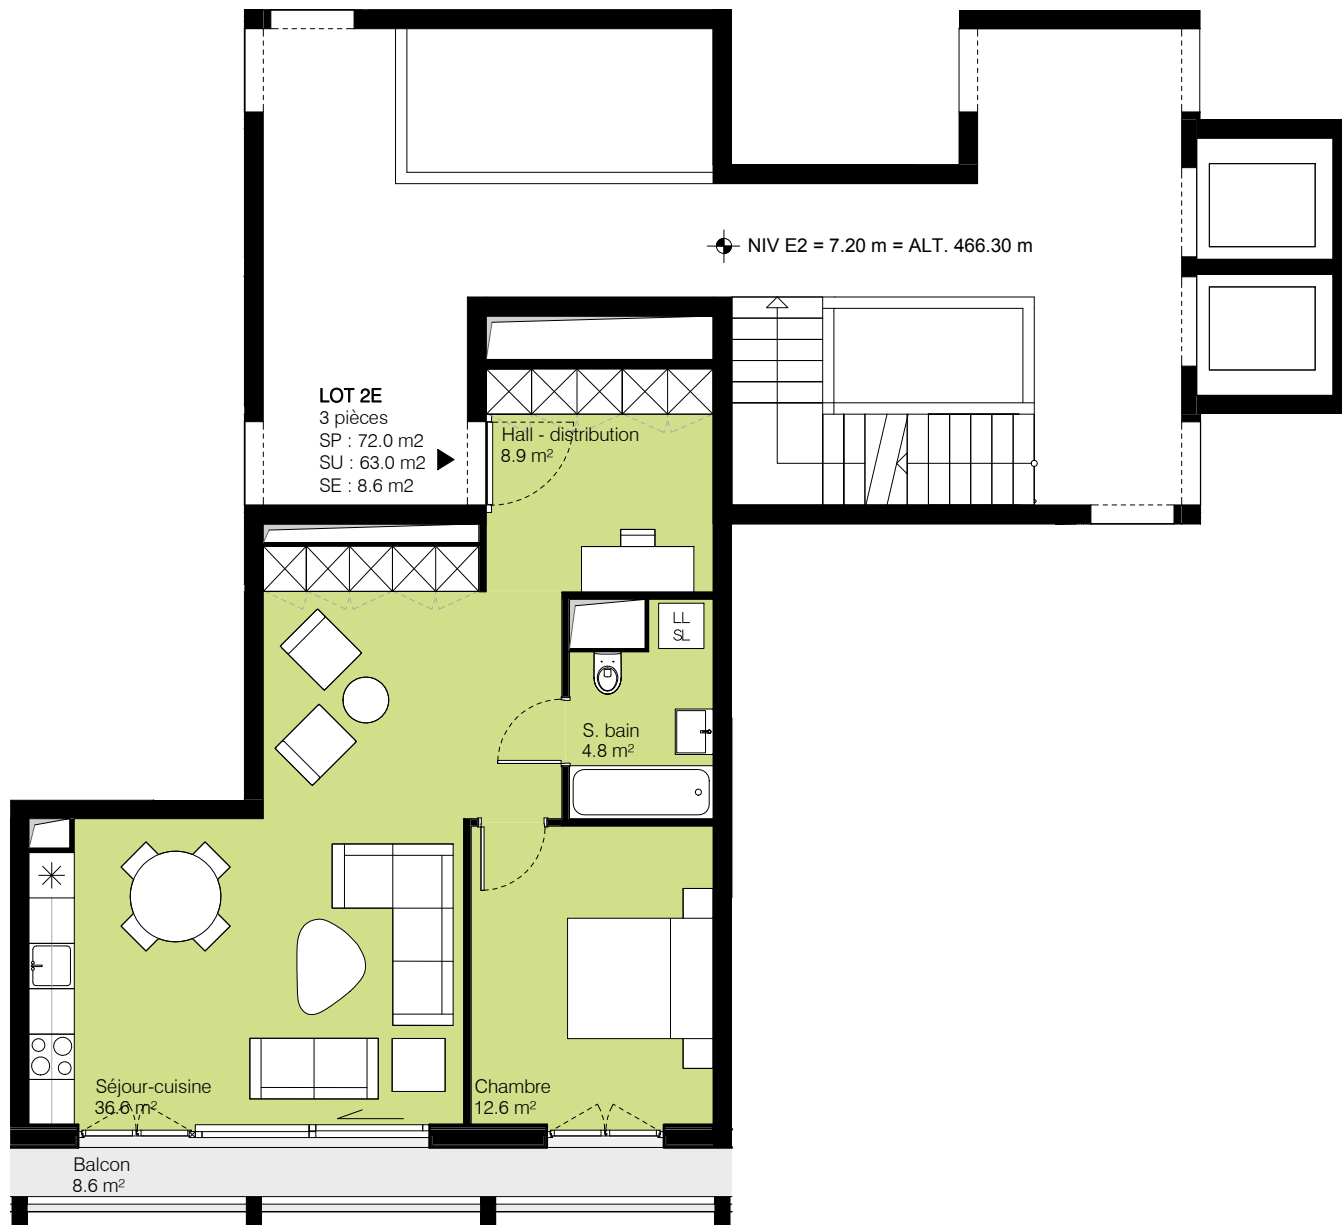 NIV E2 = 7.20 m = ALT. 466.30 m
LOT 2E
3 pièces
SP : 72.0 m2
SU : 63.0 m2
SE : 8.6 m2
Hall - distribution
8.9 m²
LL
SL
S. bain
4.8 m²
Séjour-cuisine
36.6 m²
Chambre
12.6 m²
Balcon
8.6 m²